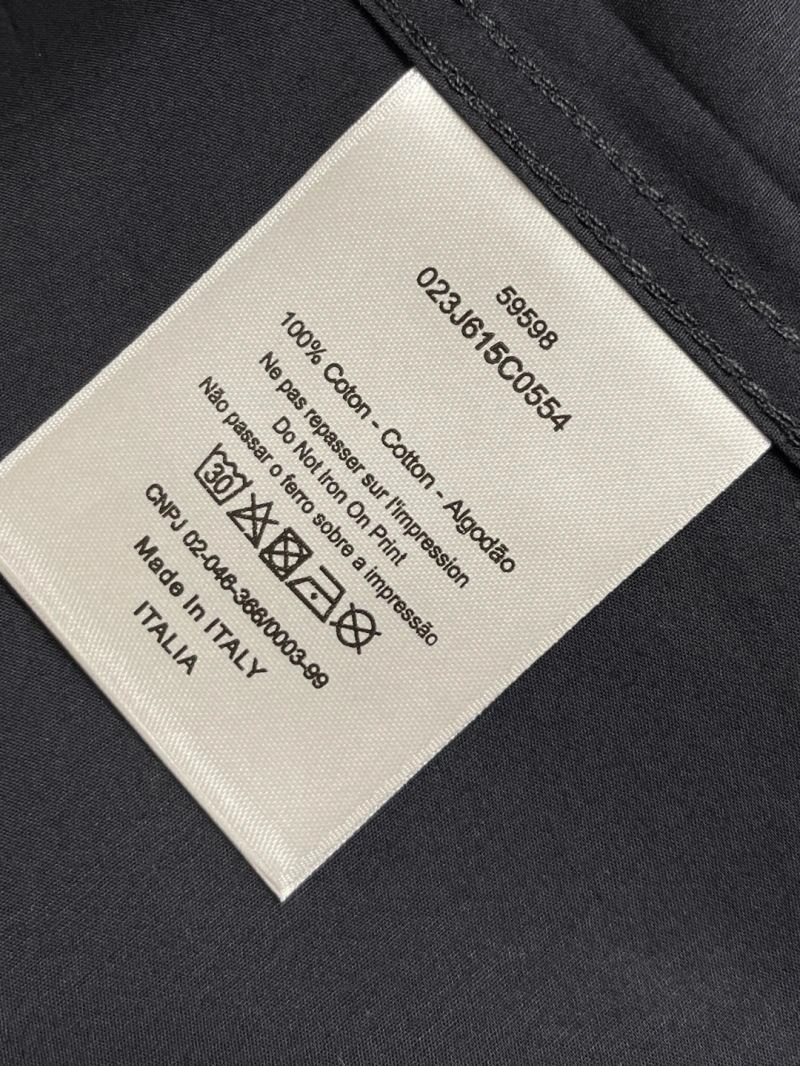 59598
023J615C0554
100% Coton - Cotton - Algodão
Ne pas repasser sur l'impression
Do Not Iron On Print
Não passar o ferro sobre a impressão
30
CNPJ 02-046-366/0003-99
Made In ITALY
ITALIA